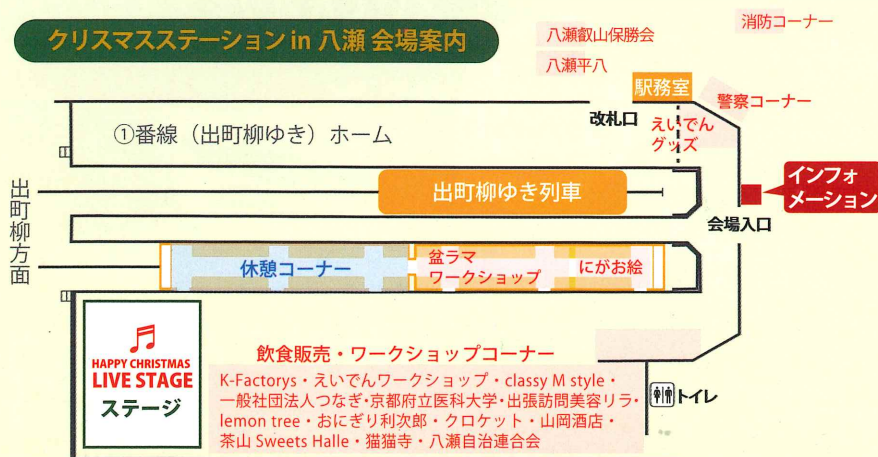 クリスマスステーション in 八瀬 会場案内
消防コーナー
八瀬叡山保勝会
八瀬平八
駅務室
警察コーナー
改札口
えいでん
グッズ
①番線（出町柳ゆき）ホーム
出町柳ゆき列車
インフォ
メーション
会場入口
出町柳方面
休憩コーナー
盆ラマ
ワークショップ
にがお絵
HAPPY CHRISTMAS
LIVE STAGE
ステージ
飲食販売・ワークショップコーナー
K-Factorys・えいでんワークショップ・classy M style・
一般社団法人つなぎ・京都府立医科大学・出張訪問美容リラ・
lemon tree・おにぎり利次郎・クロケット・山岡酒店・
茶山 Sweets Halle・猫猫寺・八瀬自治連合会
トイレ